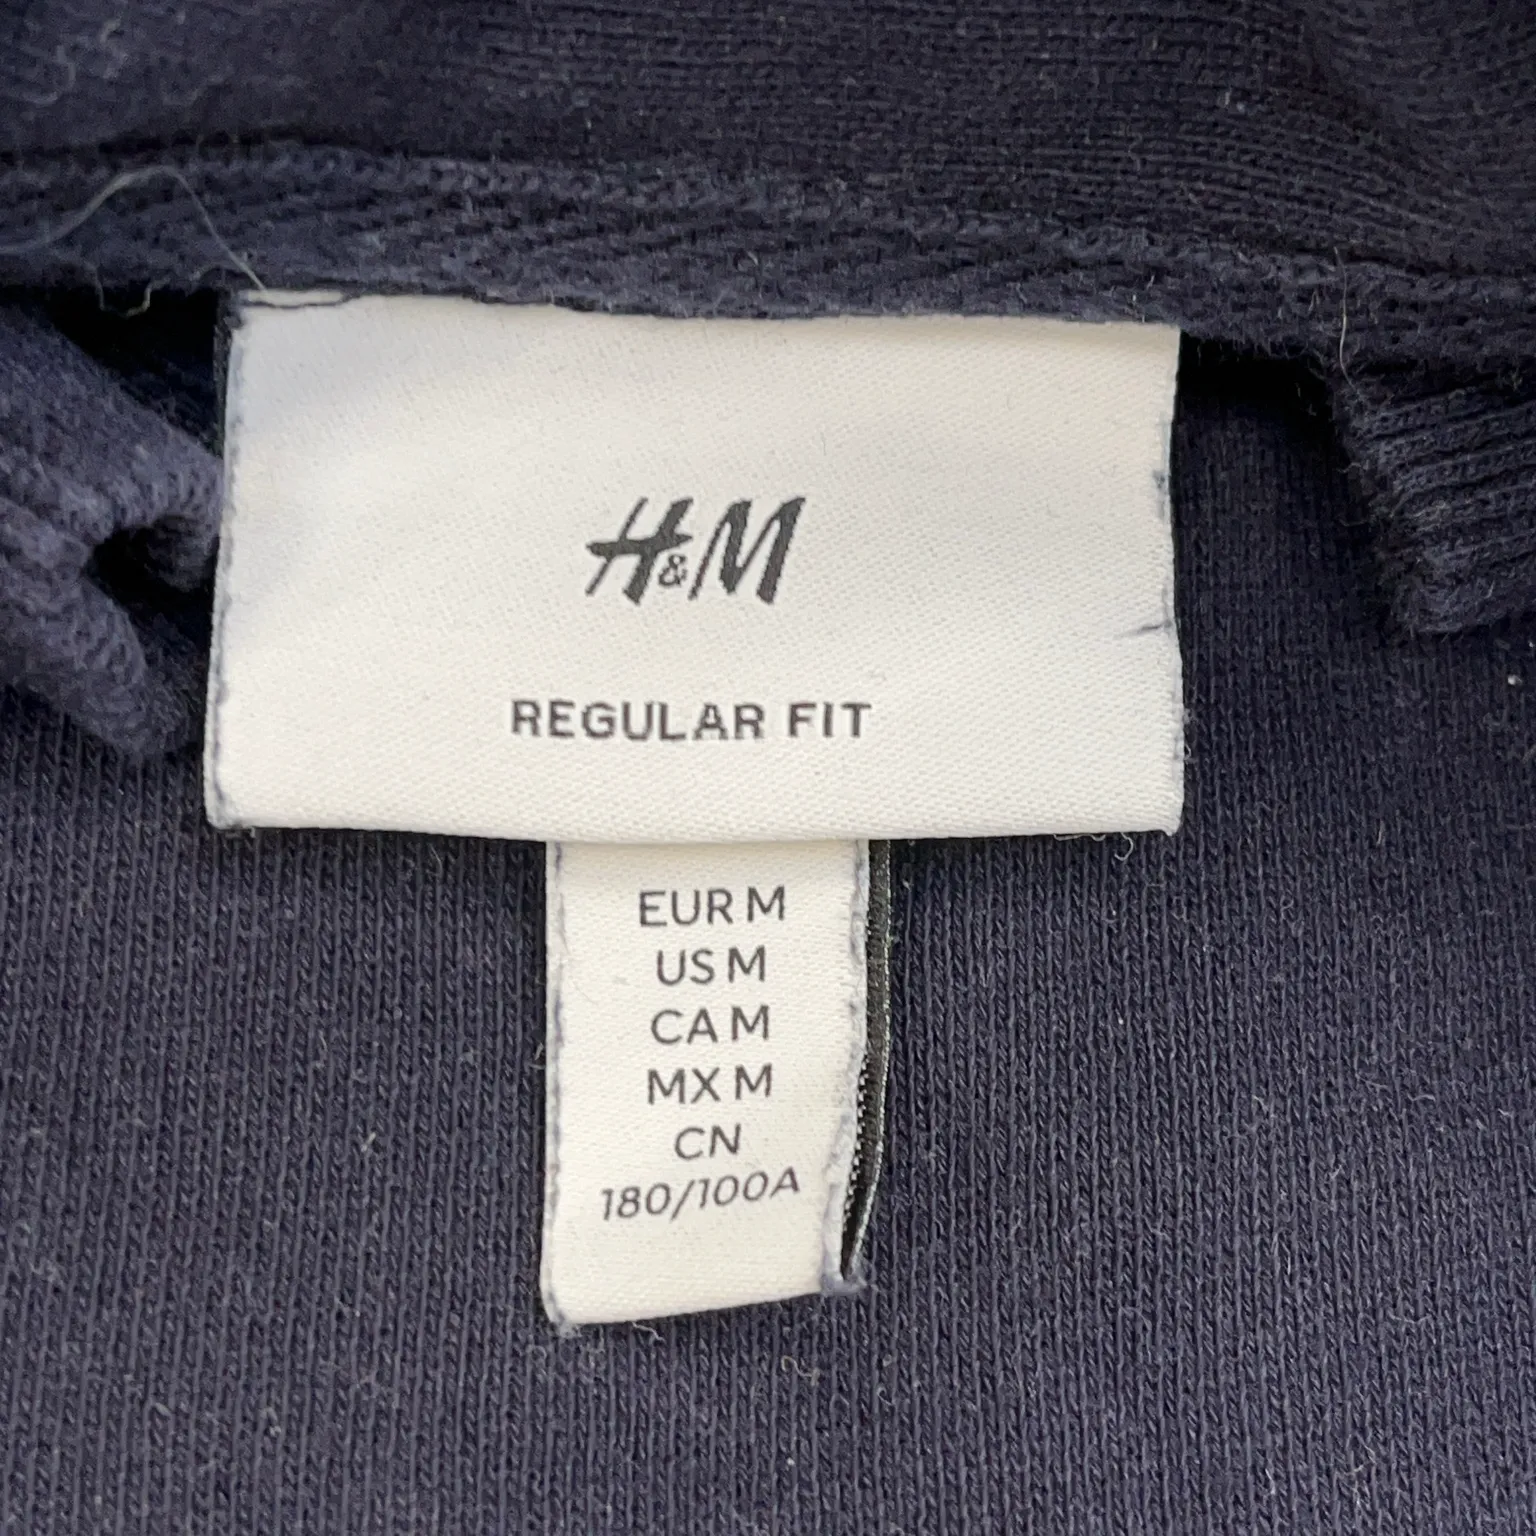 H&M
REGULAR FIT
EUR M
US M
CA M
MX M
CN
180/100A